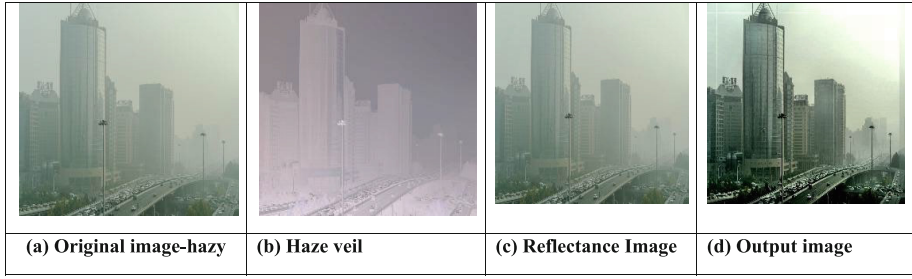 (a) Original image-hazy
(b) Haze veil
(c) Reflectance Image
(d) Output image